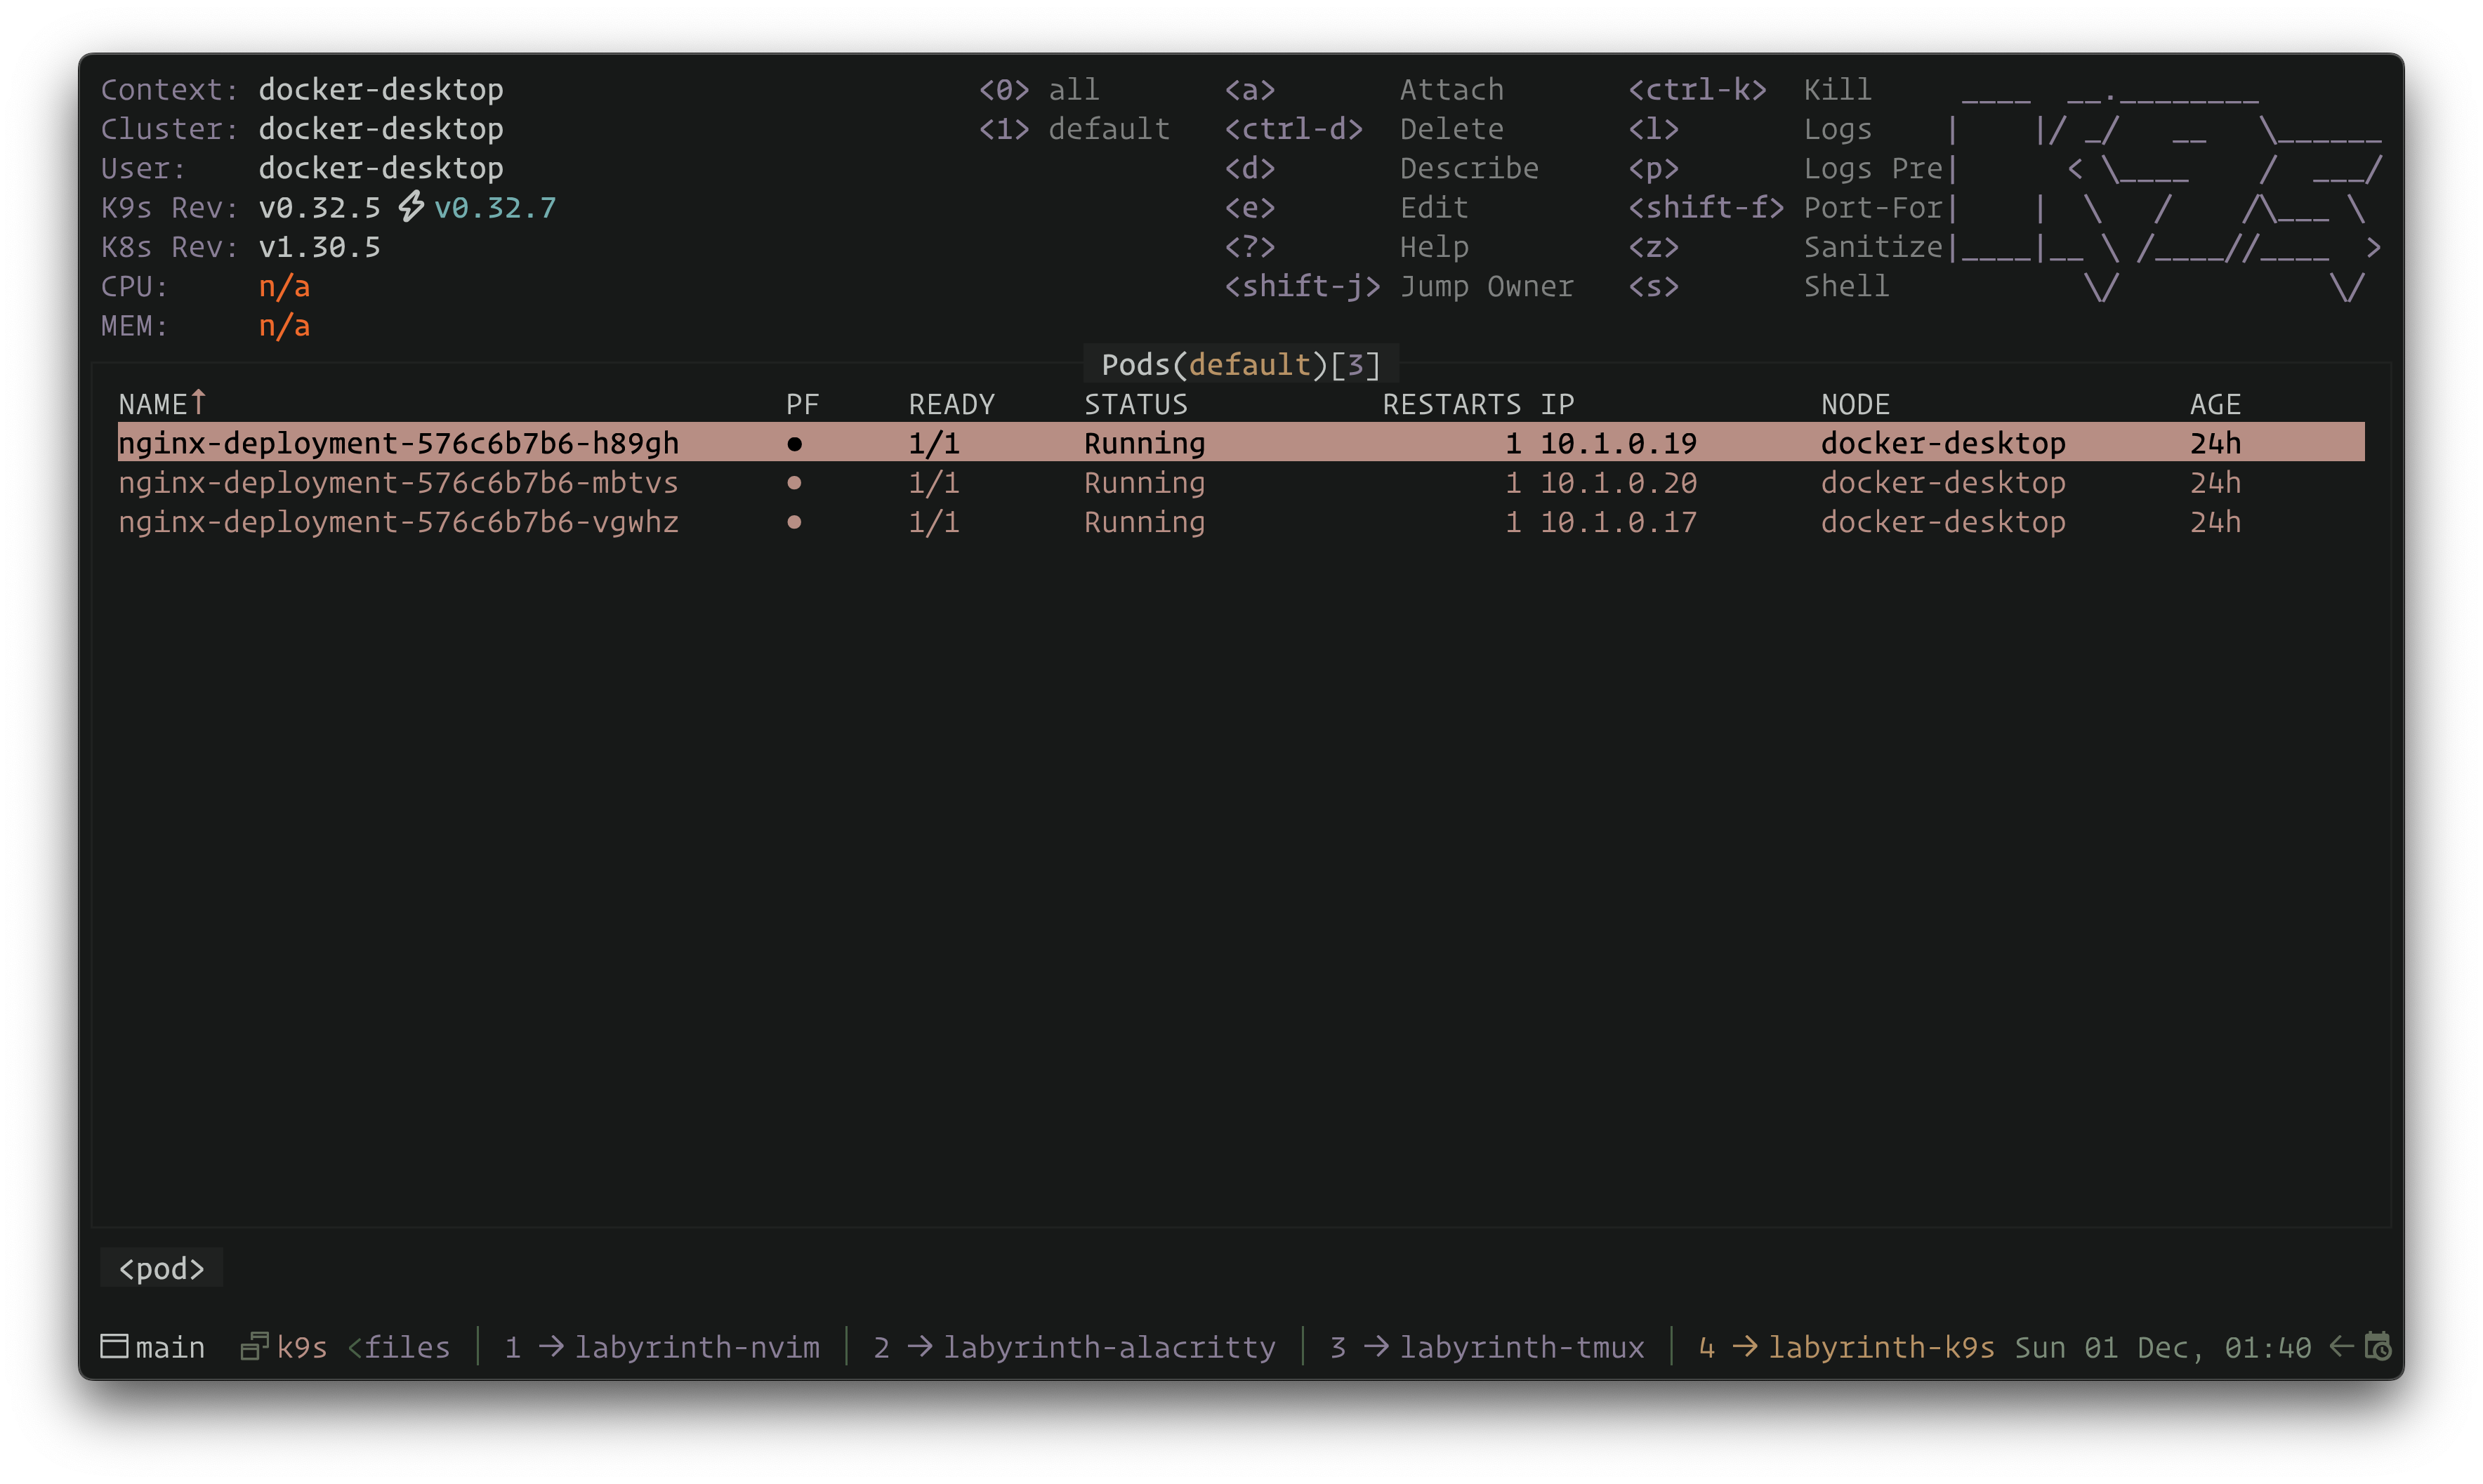 Context: docker-desktop <0> all <a> Attach <ctrl-k> Kill
Cluster: docker-desktop <1> default <ctrl-d> Delete <l> Logs
User: docker-desktop <d> Describe <p> Logs Pre
K9s Rev: v0.32.5 ⚡v0.32.7 <e> Edit <shift-f> Port-For
K8s Rev: v1.30.5 <?> Help <z> Sanitize
CPU: n/a <shift-j> Jump Owner <s> Shell
MEM: n/a
Pods(default)[3]
NAME↑ PF READY STATUS RESTARTS IP NODE AGE
nginx-deployment-576c6b7b6-h89gh ● 1/1 Running 1 10.1.0.19 docker-desktop 24h
nginx-deployment-576c6b7b6-mbtvs ● 1/1 Running 1 10.1.0.20 docker-desktop 24h
nginx-deployment-576c6b7b6-vgwhz ● 1/1 Running 1 10.1.0.17 docker-desktop 24h
<pod>
main k9s <files │ 1 → labyrinth-nvim │ 2 → labyrinth-alacritty │ 3 → labyrinth-tmux │ 4 → labyrinth-k9s Sun 01 Dec, 01:40 ←